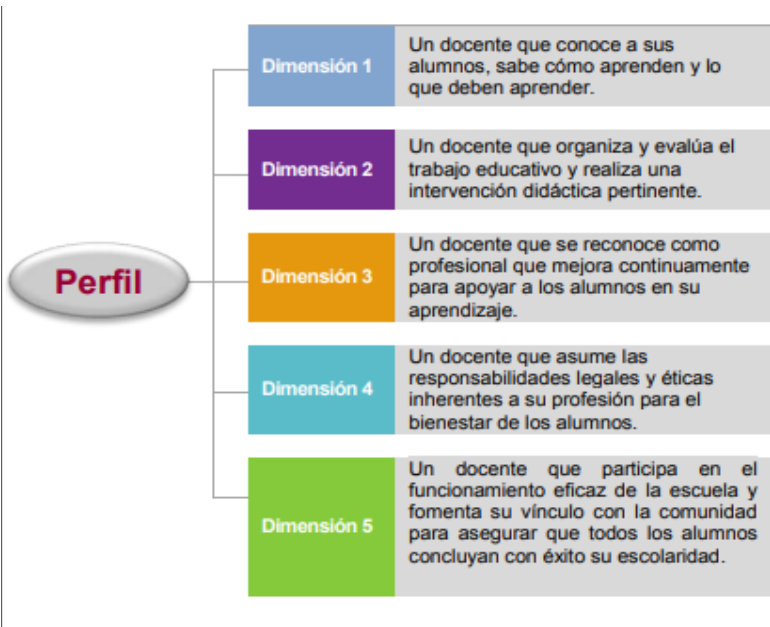 Perfil
Dimensión 1
Un docente que conoce a sus
alumnos, sabe cómo aprenden y lo
que deben aprender.
Dimensión 2
Un docente que organiza y evalúa el
trabajo educativo y realiza una
intervención didáctica pertinente.
Dimensión 3
Un docente que se reconoce como
profesional que mejora continuamente
para apoyar a los alumnos en su
aprendizaje.
Dimensión 4
Un docente que asume las
responsabilidades legales y éticas
inherentes a su profesión para el
bienestar de los alumnos.
Dimensión 5
Un docente que participa en el
funcionamiento eficaz de la escuela y
fomenta su vínculo con la comunidad
para asegurar que todos los alumnos
concluyan con éxito su escolaridad.